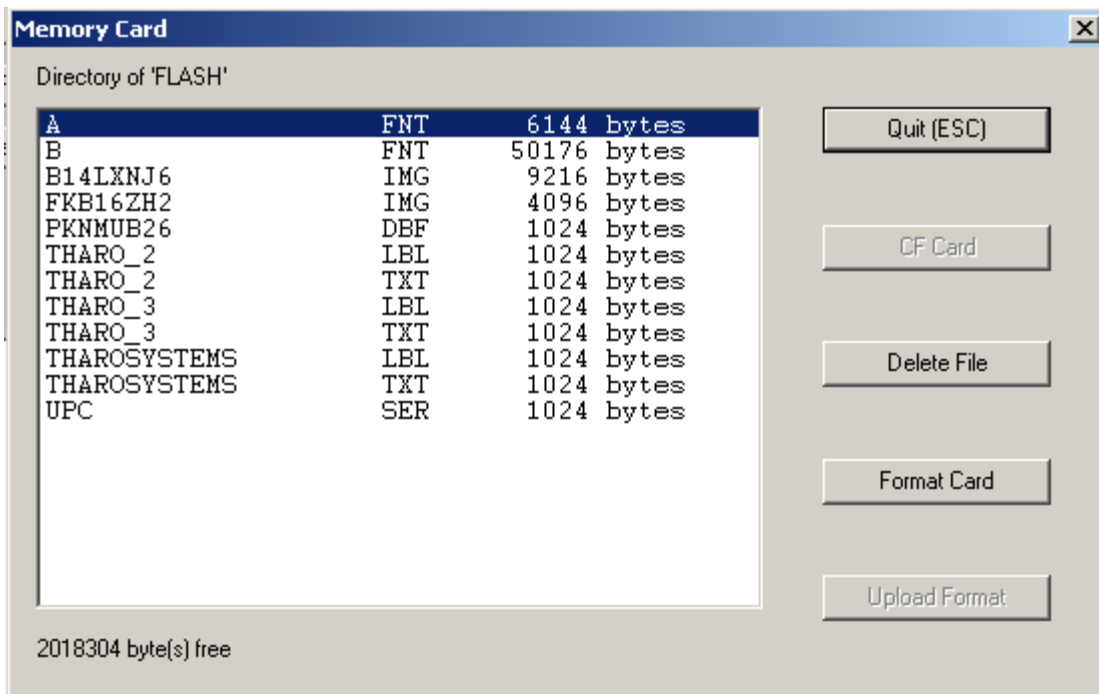 Memory Card
Directory of 'FLASH'
A FNT 6144 bytes
B FNT 50176 bytes
B14LXNJ6 IMG 9216 bytes
FKB16ZH2 IMG 4096 bytes
PKNMUB26 DBF 1024 bytes
THARO_2 LBL 1024 bytes
THARO_2 TXT 1024 bytes
THARO_3 LBL 1024 bytes
THARO_3 TXT 1024 bytes
THAROSYSTEMS LBL 1024 bytes
THAROSYSTEMS TXT 1024 bytes
UPC SER 1024 bytes
2018304 byte(s) free
Quit (ESC)
CF Card
Delete File
Format Card
Upload Format